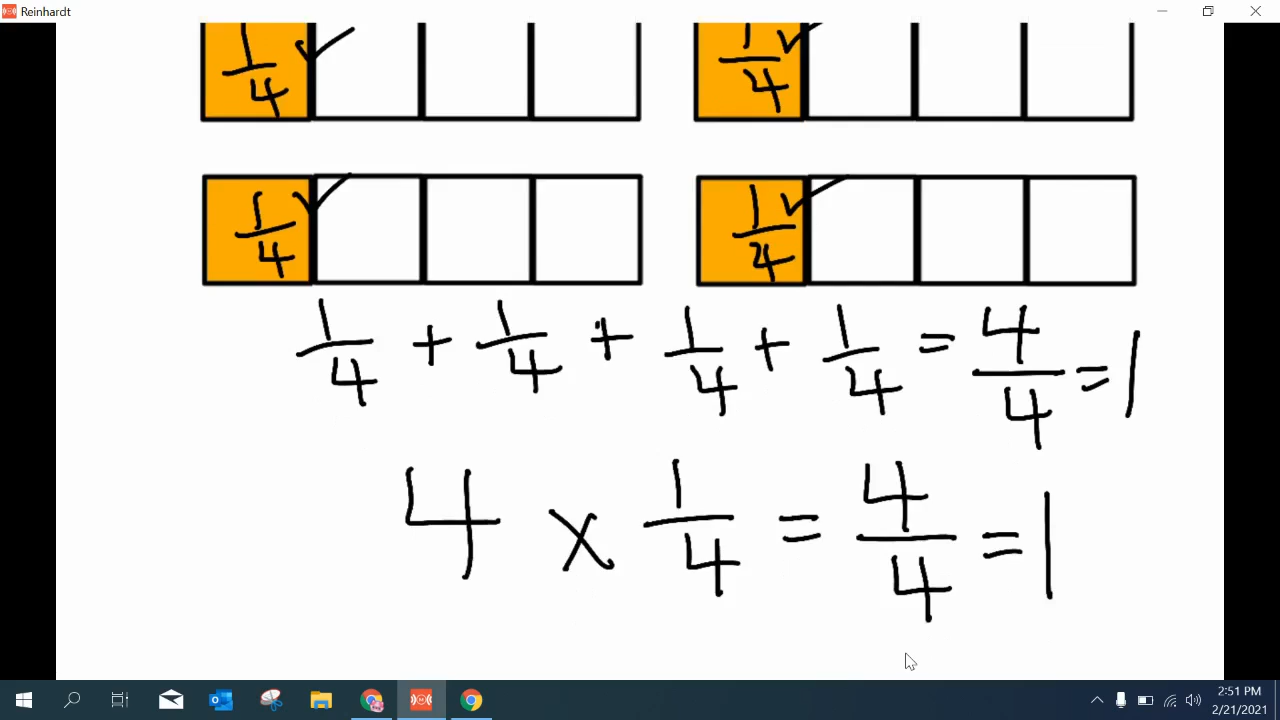 Reinhardt
1/4 1/4
1/4 1/4
1/4 + 1/4 + 1/4 + 1/4 = 4/4 = 1
4 x 1/4 = 4/4 = 1
2:51 PM
2/21/2021